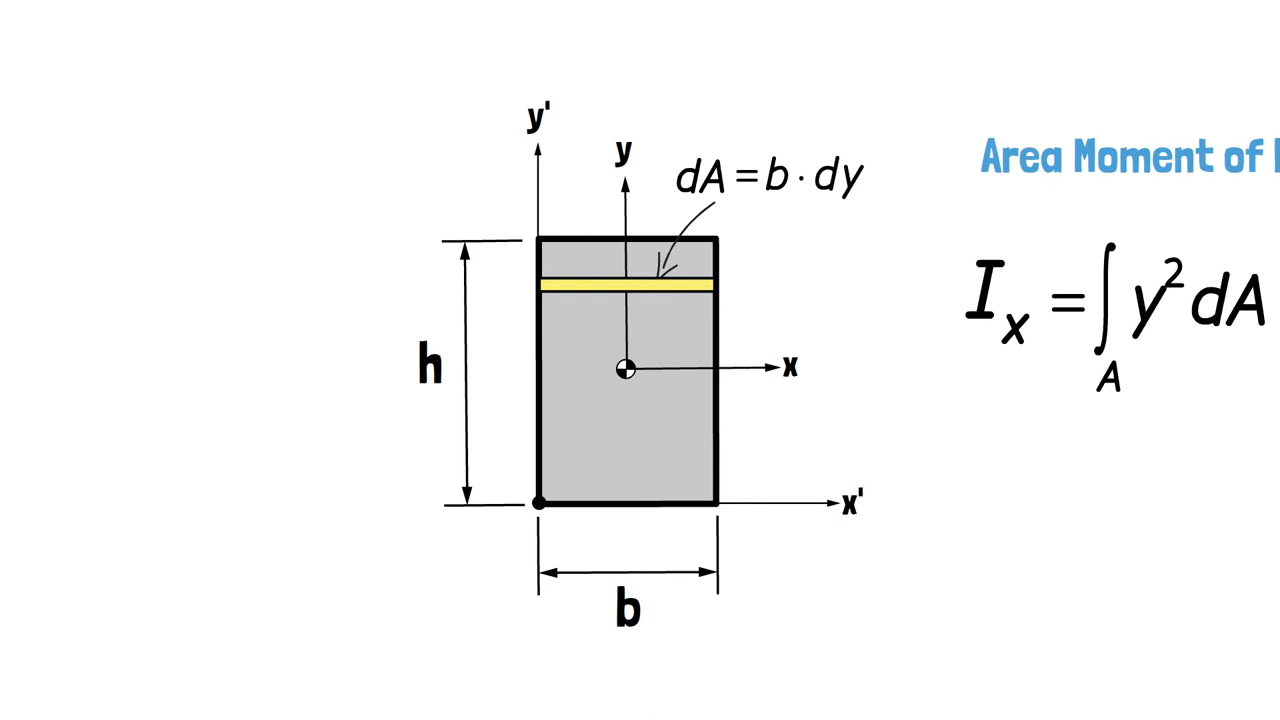 y'
y
dA = b · dy
Area Moment of
I_x = ∫_A y² dA
h
x
x'
b